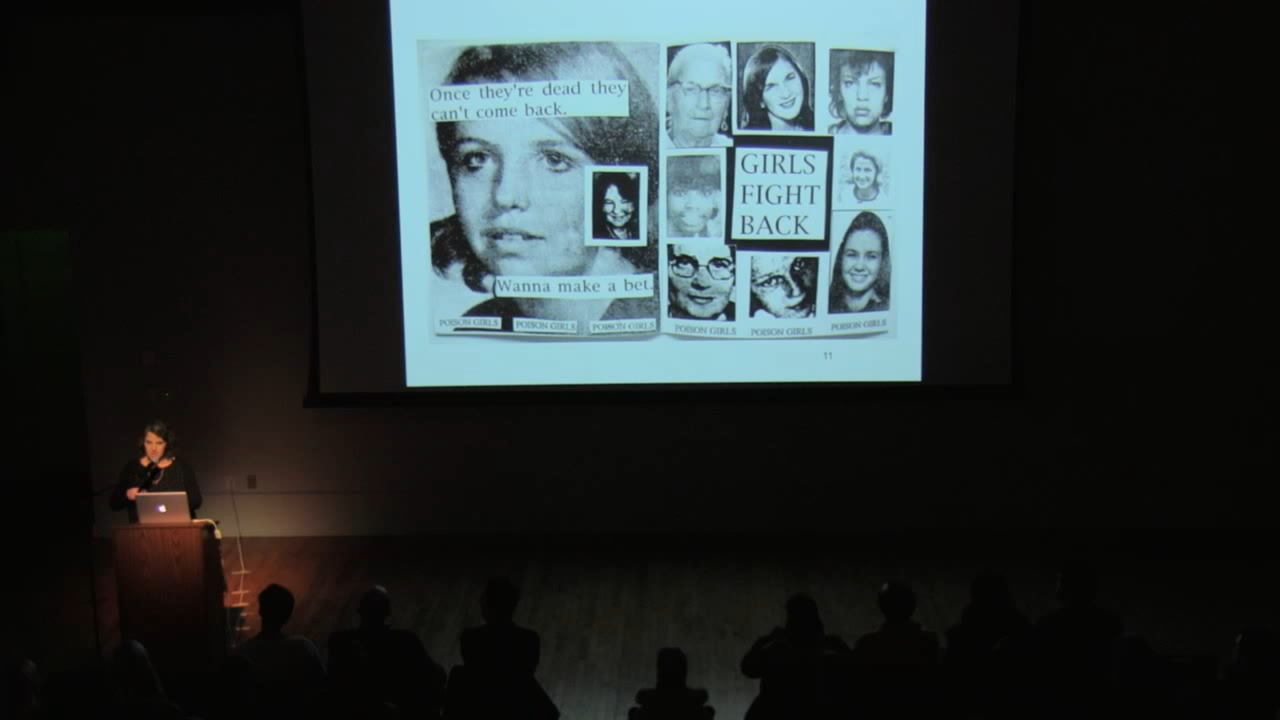 Once they're dead they
can't come back.
Wanna make a bet.
POISON GIRLS
POISON GIRLS
POISON GIRLS
GIRLS
FIGHT
BACK
POISON GIRLS
POISON GIRLS
POISON GIRLS
11